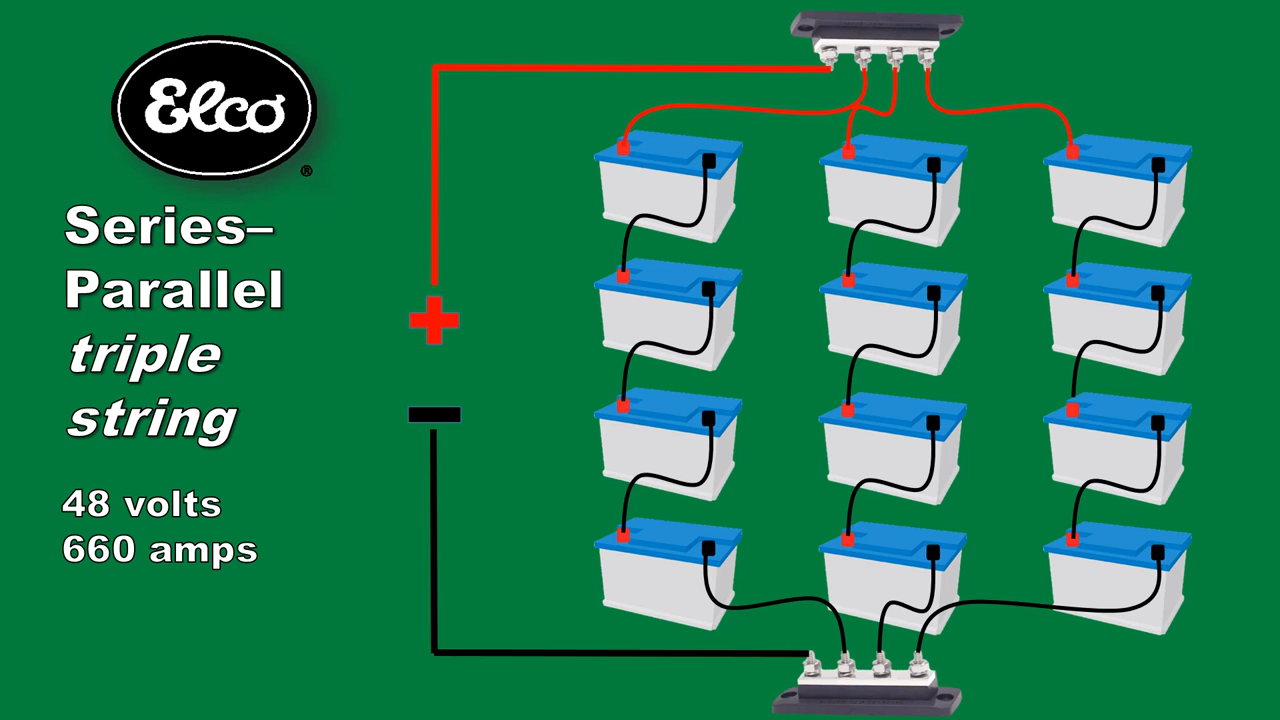 Elco
®
Series–
Parallel
triple
string
48 volts
660 amps